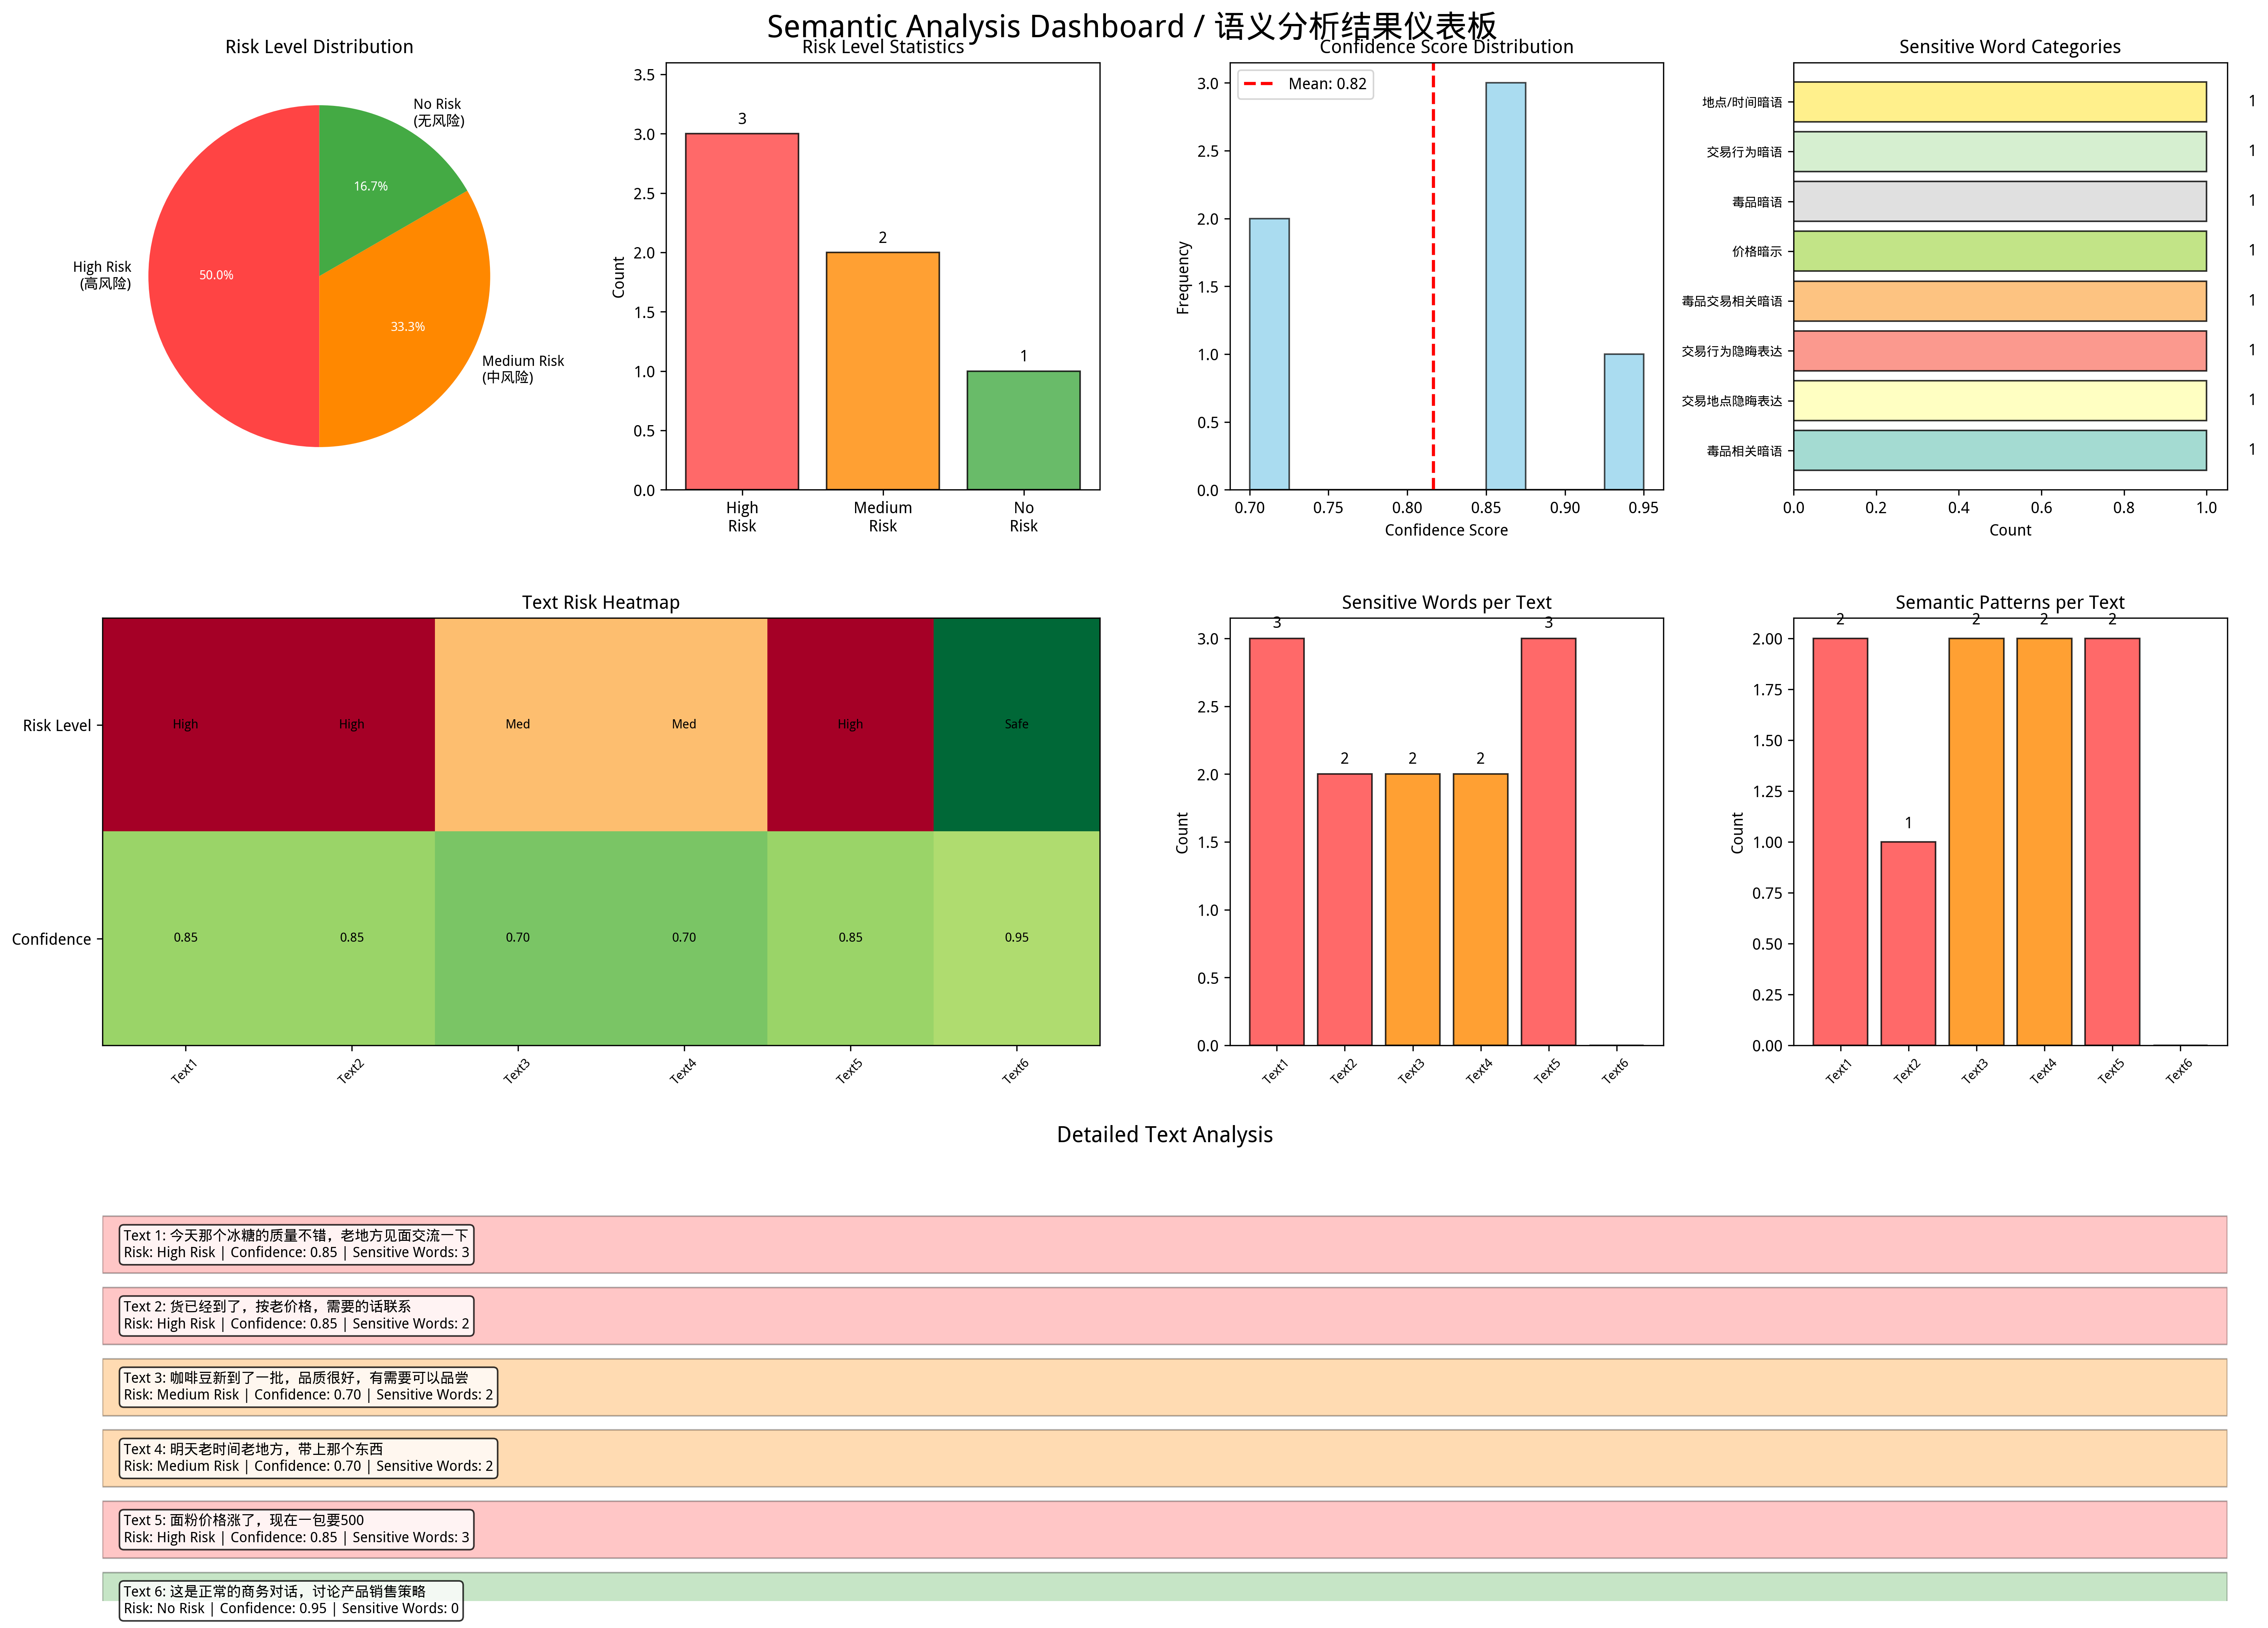 Semantic Analysis Dashboard / 语义分析结果仪表板
Risk Level Distribution
No Risk
(无风险)
16.7%
High Risk
(高风险)
50.0%
33.3%
Medium Risk
(中风险)
Risk Level Statistics
Count
3.5
3.0
2.5
2.0
1.5
1.0
0.5
0.0
3
2
1
High
Risk
Medium
Risk
No
Risk
Confidence Score Distribution
Mean: 0.82
Frequency
3.0
2.5
2.0
1.5
1.0
0.5
0.0
0.70
0.75
0.80
0.85
0.90
0.95
Confidence Score
Sensitive Word Categories
地点/时间暗语
1
交易行为暗语
1
毒品暗语
1
价格暗示
1
毒品交易相关暗语
1
交易行为隐晦表达
1
交易地点隐晦表达
1
毒品相关暗语
1
0.0
0.2
0.4
0.6
0.8
1.0
Count
Text Risk Heatmap
Risk Level
High
High
Med
Med
High
Safe
Confidence
0.85
0.85
0.70
0.70
0.85
0.95
Text1
Text2
Text3
Text4
Text5
Text6
Sensitive Words per Text
Count
3.0
2.5
2.0
1.5
1.0
0.5
0.0
3
2
2
2
3
Text1
Text2
Text3
Text4
Text5
Text6
Semantic Patterns per Text
Count
2.00
1.75
1.50
1.25
1.00
0.75
0.50
0.25
0.00
2
1
2
2
2
Text1
Text2
Text3
Text4
Text5
Text6
Detailed Text Analysis
Text 1: 今天那个冰糖的质量不错，老地方见面交流一下
Risk: High Risk | Confidence: 0.85 | Sensitive Words: 3
Text 2: 货已经到了，按老价格，需要的话联系
Risk: High Risk | Confidence: 0.85 | Sensitive Words: 2
Text 3: 咖啡豆新到了一批，品质很好，有需要可以品尝
Risk: Medium Risk | Confidence: 0.70 | Sensitive Words: 2
Text 4: 明天老时间老地方，带上那个东西
Risk: Medium Risk | Confidence: 0.70 | Sensitive Words: 2
Text 5: 面粉价格涨了，现在一包要500
Risk: High Risk | Confidence: 0.85 | Sensitive Words: 3
Text 6: 这是正常的商务对话，讨论产品销售策略
Risk: No Risk | Confidence: 0.95 | Sensitive Words: 0